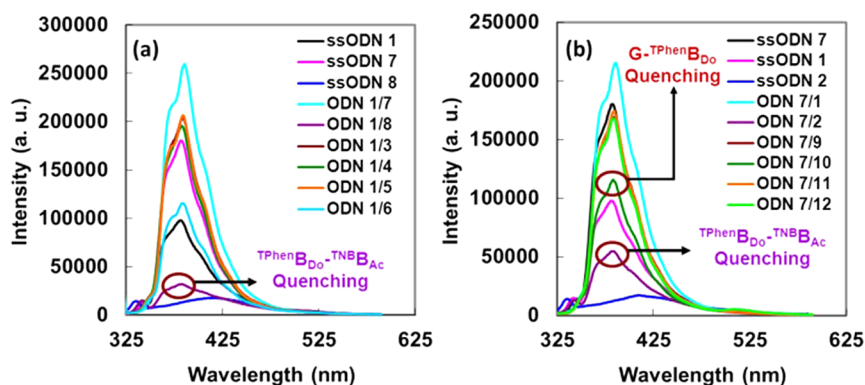 (a)
Intensity (a. u.)
300000
250000
200000
150000
100000
50000
0
325
425
525
625
Wavelength (nm)
ssODN 1
ssODN 7
ssODN 8
ODN 1/7
ODN 1/8
ODN 1/3
ODN 1/4
ODN 1/5
ODN 1/6
TPhenBDo-TNBBAc
Quenching
(b)
Intensity (a. u.)
250000
200000
150000
100000
50000
0
325
425
525
625
Wavelength (nm)
G-TPhenBDo
Quenching
ssODN 7
ssODN 1
ssODN 2
ODN 7/1
ODN 7/2
ODN 7/9
ODN 7/10
ODN 7/11
ODN 7/12
TPhenBDo-TNBBAc
Quenching